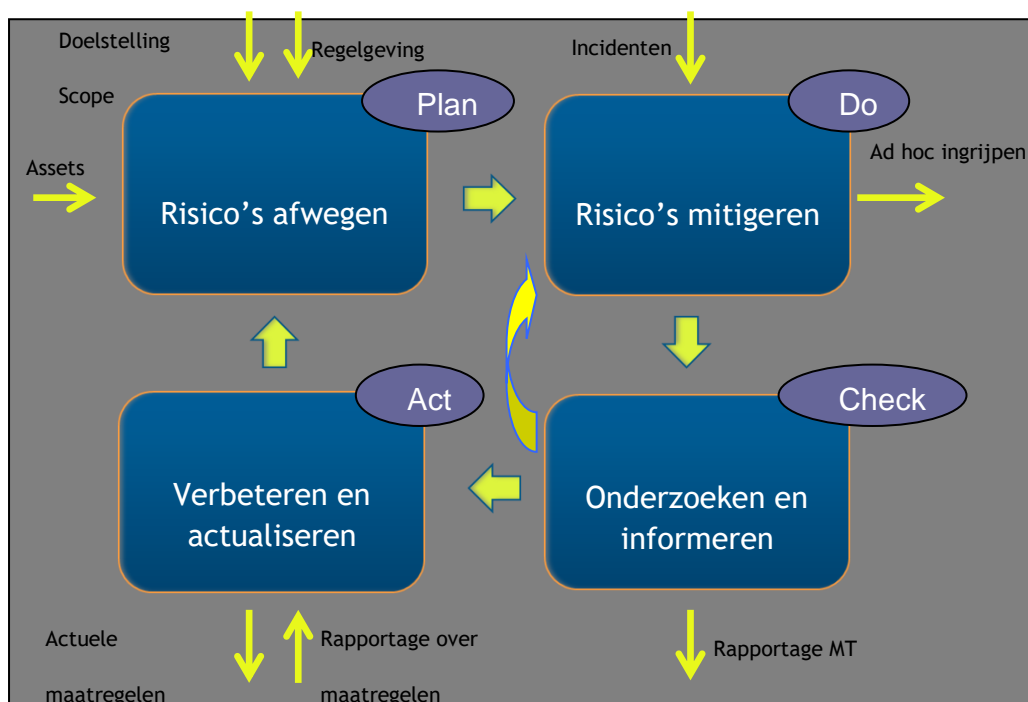 Doelstelling
Scope
Regelgeving
Incidenten
Plan
Do
Assets
Ad hoc ingrijpen
Risico’s afwegen
Risico’s mitigeren
Act
Check
Verbeteren en
actualiseren
Onderzoeken en
informeren
Actuele
maatregelen
Rapportage over
maatregelen
Rapportage MT